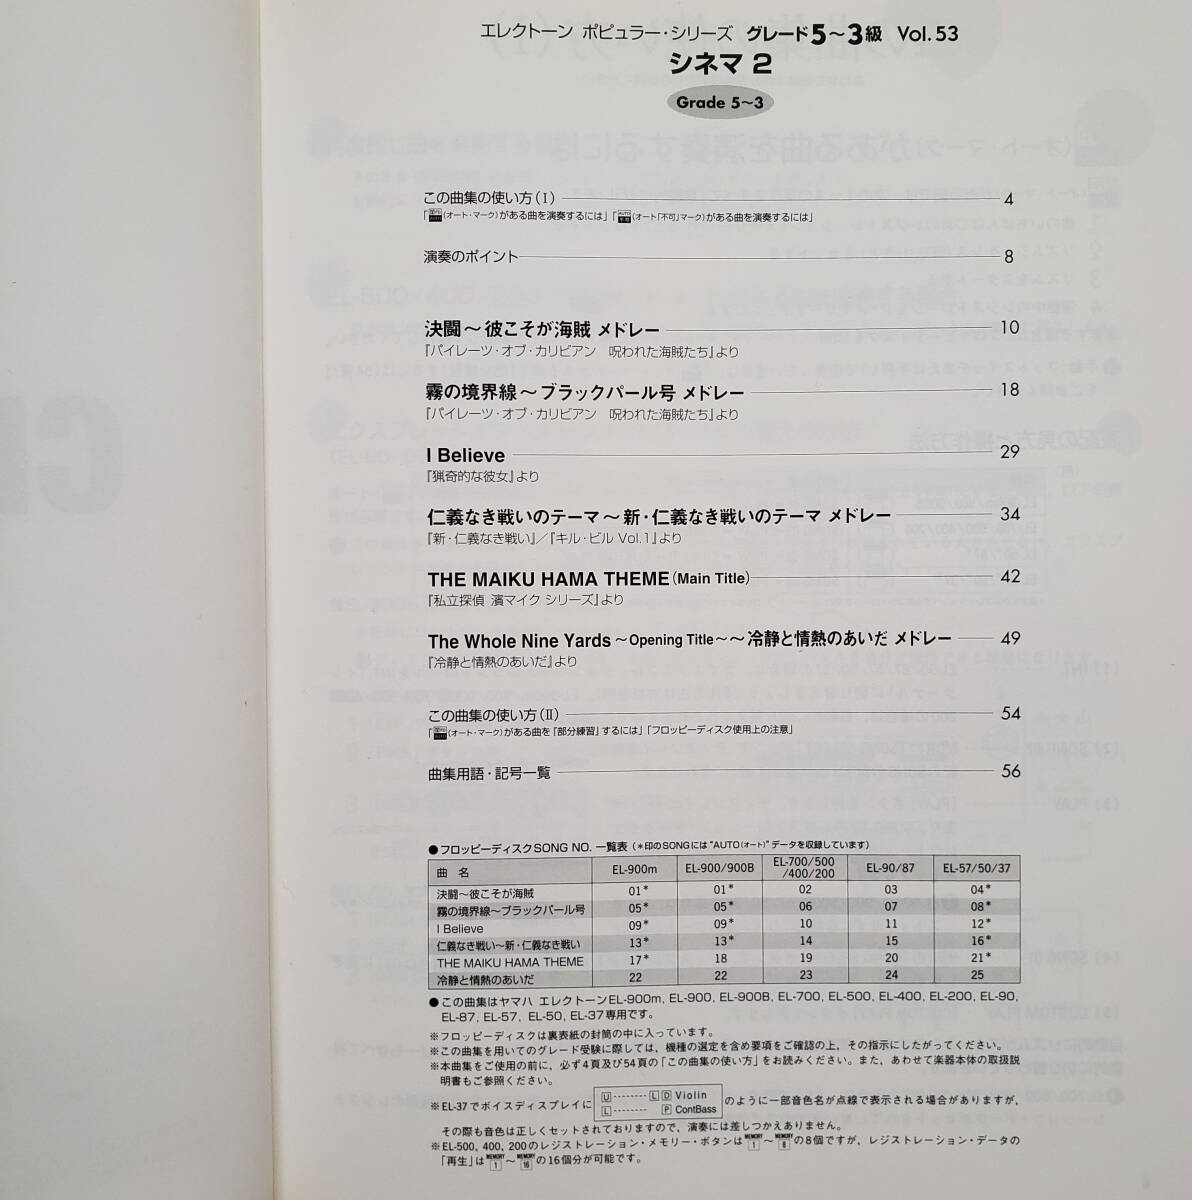 エレクトーン ポピュラー・シリーズ グレード5〜3級 Vol.53
シネマ 2
Grade 5〜3
この曲集の使い方(Ⅰ) 4
「(オート・マーク)がある曲を演奏するには」「(オート「不可」マーク)がある曲を演奏するには」
演奏のポイント 8
決闘〜彼こそが海賊 メドレー 10
『パイレーツ・オブ・カリビアン 呪われた海賊たち』より
霧の境界線〜ブラックパール号 メドレー 18
『パイレーツ・オブ・カリビアン 呪われた海賊たち』より
I Believe 29
『猟奇的な彼女』より
仁義なき戦いのテーマ〜新・仁義なき戦いのテーマ メドレー 34
『新・仁義なき戦い』／『キル・ビル Vol.1』より
THE MAIKU HAMA THEME(Main Title) 42
『私立探偵 濱マイク シリーズ』より
The Whole Nine Yards 〜Opening Title〜〜冷静と情熱のあいだ メドレー 49
『冷静と情熱のあいだ』より
この曲集の使い方(Ⅱ) 54
「(オート・マーク)がある曲を『部分練習』するには」「フロッピーディスク使用上の注意」
曲集用語・記号一覧 56
●フロッピーディスクSONG NO. 一覧表 (＊印のSONGには“AUTO(オート)”データを収録しています)
曲 名 EL-900m EL-900/900B EL-700/500/400/200 EL-90/87 EL-57/50/37
決闘〜彼こそが海賊 01＊ 01＊ 02 03 04＊
霧の境界線〜ブラックパール号 05＊ 05＊ 06 07 08＊
I Believe 09＊ 09＊ 10 11 12＊
仁義なき戦い〜新・仁義なき戦い 13＊ 13＊ 14 15 16＊
THE MAIKU HAMA THEME 17＊ 18 19 20 21＊
冷静と情熱のあいだ 22 22 23 24 25
●この曲集はヤマハ エレクトーンEL-900m, EL-900, EL-900B, EL-700, EL-500, EL-400, EL-200, EL-90,
EL-87, EL-57, EL-50, EL-37専用です。
※フロッピーディスクは裏表紙の封筒の中に入っています。
※この曲集を用いてのグレード受験に際しては、機種の選定を含め要項をご確認の上、その指示にしたがってください。
※本曲集をご使用の前に、必ず4頁及び54頁の「この曲集の使い方」をお読みください。また、あわせて楽器本体の取扱説
明書もご参照ください。
※EL-37でボイスディスプレイに U -------- L D Violin L -------- P ContBass のように一部音色名が点線で表示される場合がありますが、
その際も音色は正しくセットされておりますので、演奏には差しつかえありません。
※EL-500, 400, 200のレジストレーション・メモリー・ボタンは MEMORY 1 〜 MEMORY 8 の8個ですが、レジストレーション・データの
「再生」は MEMORY 1 〜 MEMORY 16 の16個分が可能です。